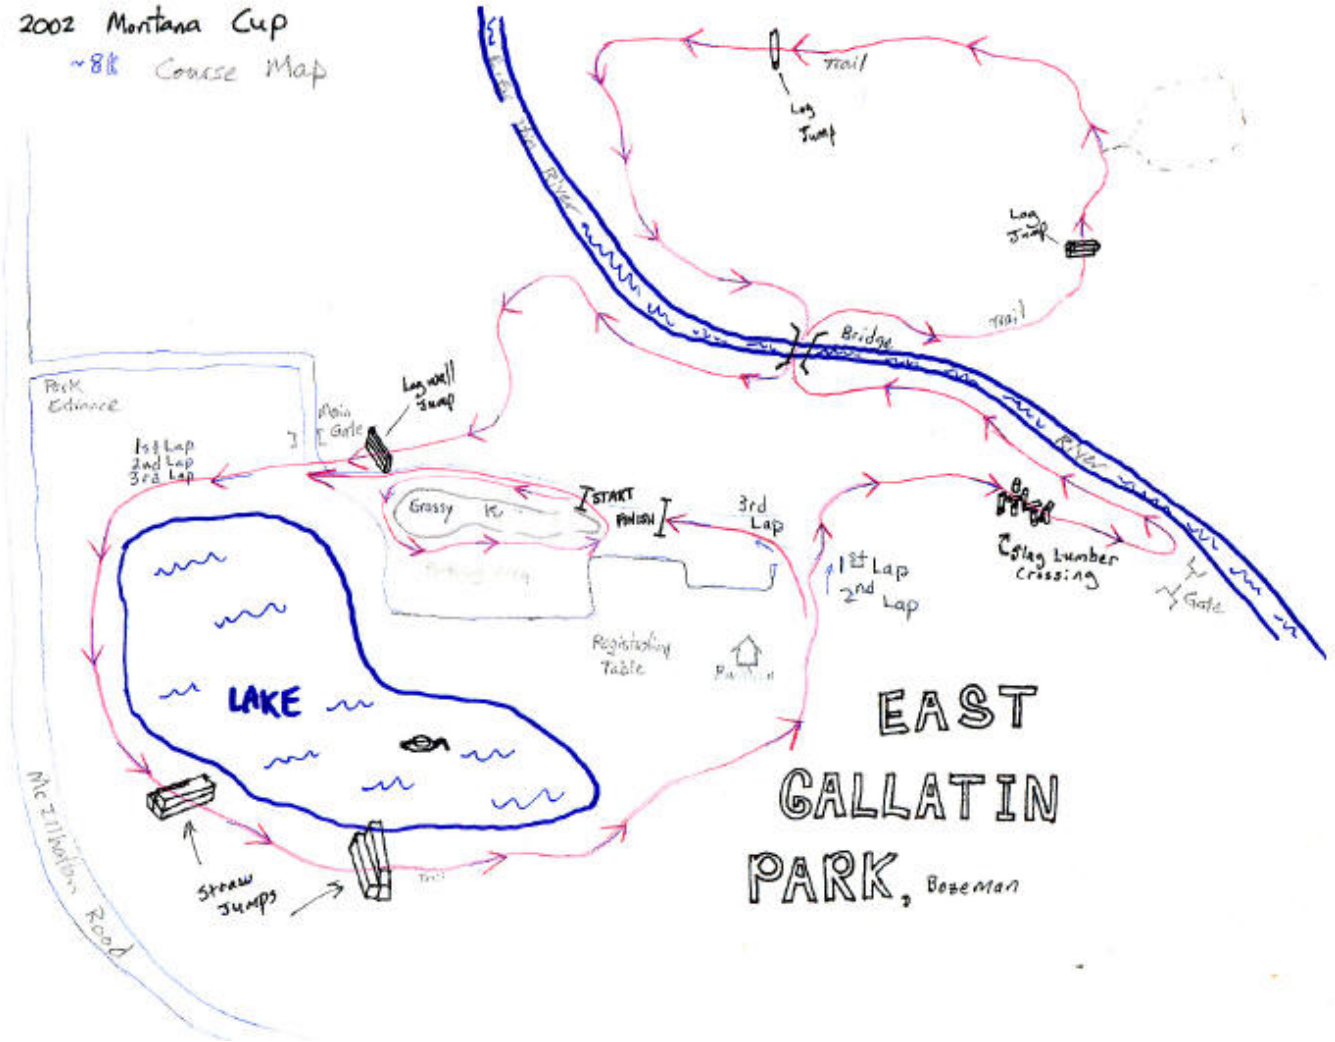 2002 Montana Cup
~8k Course Map
River
Trail
Log
Jump
Log
Jump
Trail
Bridge
River
Park
Entrance
Main
Gate
Log wall
Jump
1st Lap
2nd Lap
3rd Lap
Grassy
START
FINISH
3rd
Lap
1st Lap
2nd Lap
Slag Lumber
Crossing
Gate
Table
LAKE
EAST
GALLATIN
PARK, Bozeman
Straw
Jumps
Trail
Road